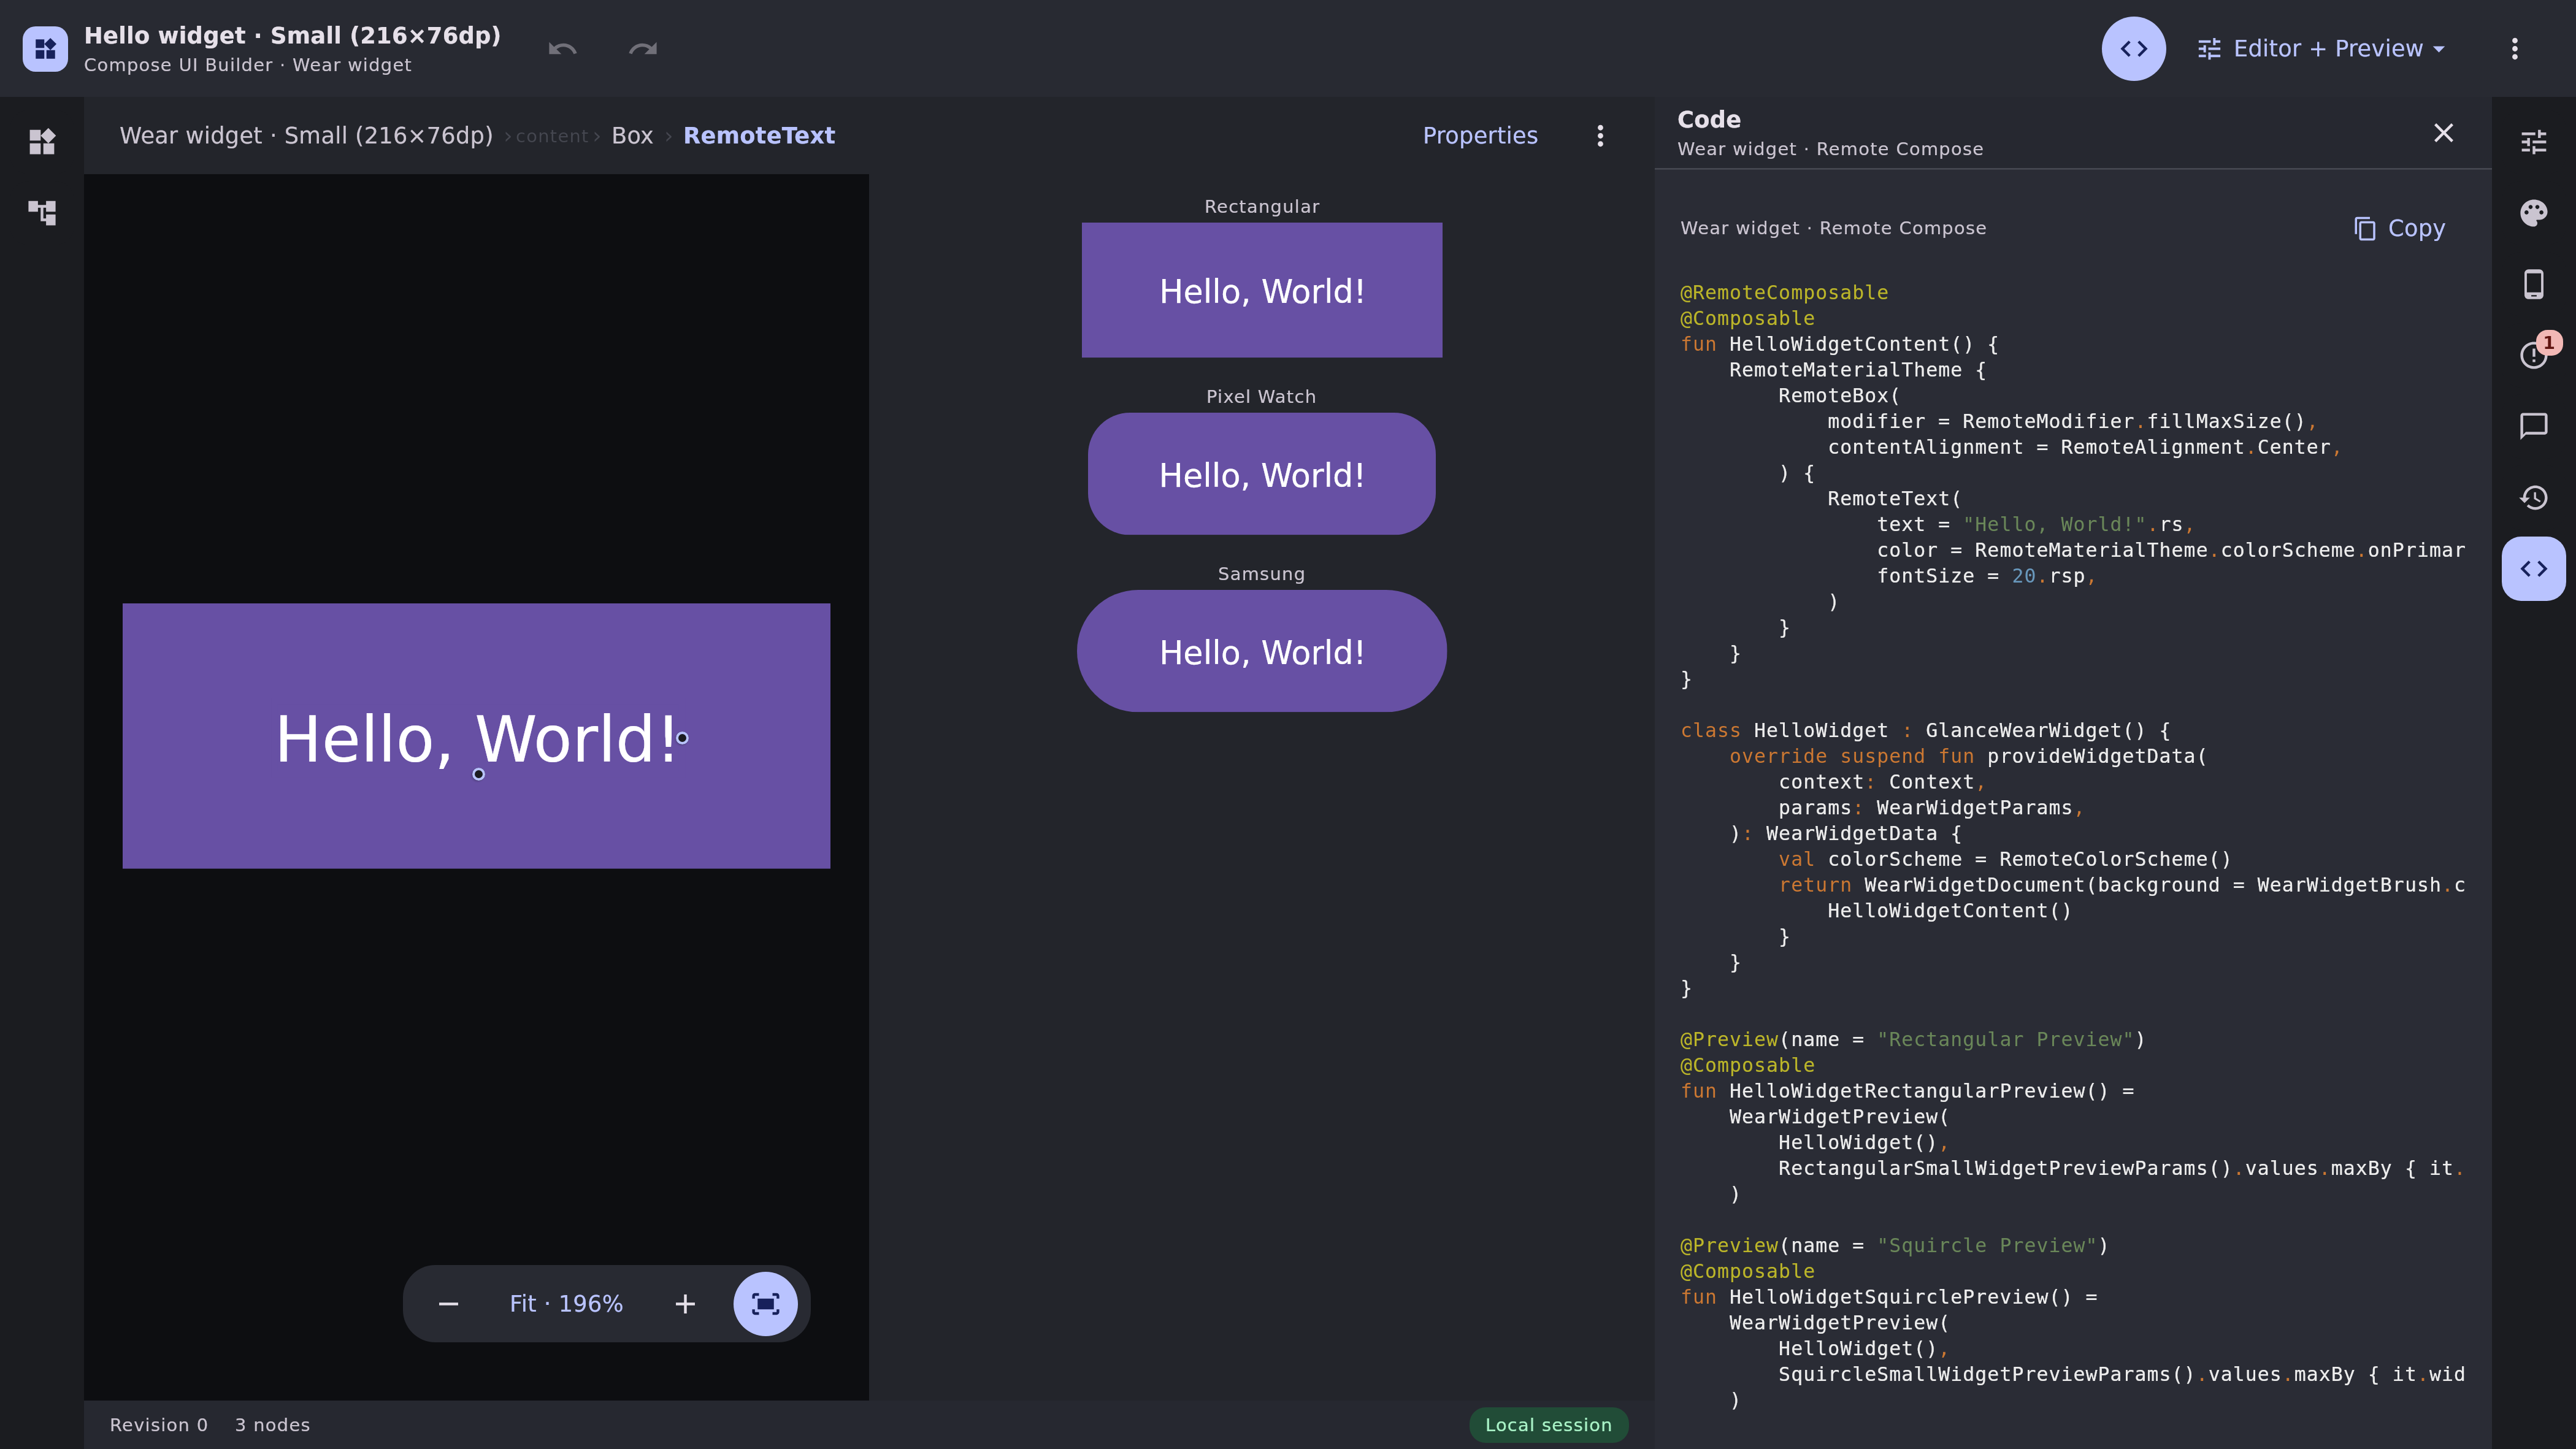 Hello widget · Small (216×76dp)
Compose UI Builder · Wear widget
Editor + Preview
Wear widget · Small (216×76dp) › content › Box › RemoteText
Properties
Hello, World!
Fit · 196%
Rectangular
Hello, World!
Pixel Watch
Hello, World!
Samsung
Hello, World!
Revision 0 3 nodes
Local session
Code
Wear widget · Remote Compose
Wear widget · Remote Compose
Copy
@RemoteComposable
@Composable
fun HelloWidgetContent() {
    RemoteMaterialTheme {
        RemoteBox(
            modifier = RemoteModifier.fillMaxSize(),
            contentAlignment = RemoteAlignment.Center,
        ) {
            RemoteText(
                text = "Hello, World!".rs,
                color = RemoteMaterialTheme.colorScheme.onPrimar
                fontSize = 20.rsp,
            )
        }
    }
}
class HelloWidget : GlanceWearWidget() {
    override suspend fun provideWidgetData(
        context: Context,
        params: WearWidgetParams,
    ): WearWidgetData {
        val colorScheme = RemoteColorScheme()
        return WearWidgetDocument(background = WearWidgetBrush.c
            HelloWidgetContent()
        }
    }
}
@Preview(name = "Rectangular Preview")
@Composable
fun HelloWidgetRectangularPreview() =
    WearWidgetPreview(
        HelloWidget(),
        RectangularSmallWidgetPreviewParams().values.maxBy { it.
    )
@Preview(name = "Squircle Preview")
@Composable
fun HelloWidgetSquirclePreview() =
    WearWidgetPreview(
        HelloWidget(),
        SquircleSmallWidgetPreviewParams().values.maxBy { it.wid
    )
1